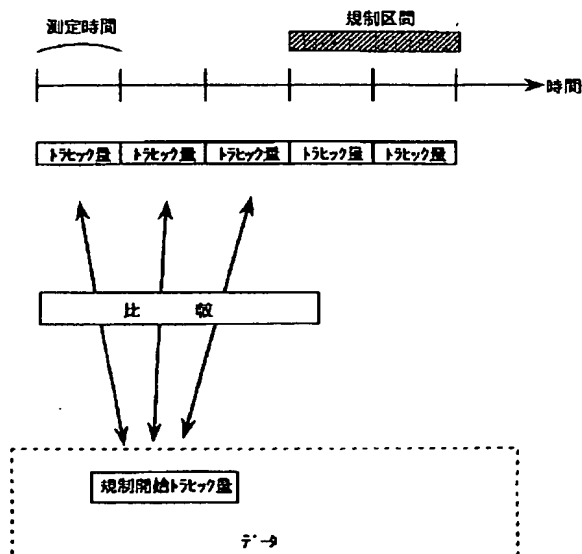 測定時間
規制区間
時間
トラヒック量 トラヒック量 トラヒック量 トラヒック量 トラヒック量
比較
規制開始トラヒック量
データ